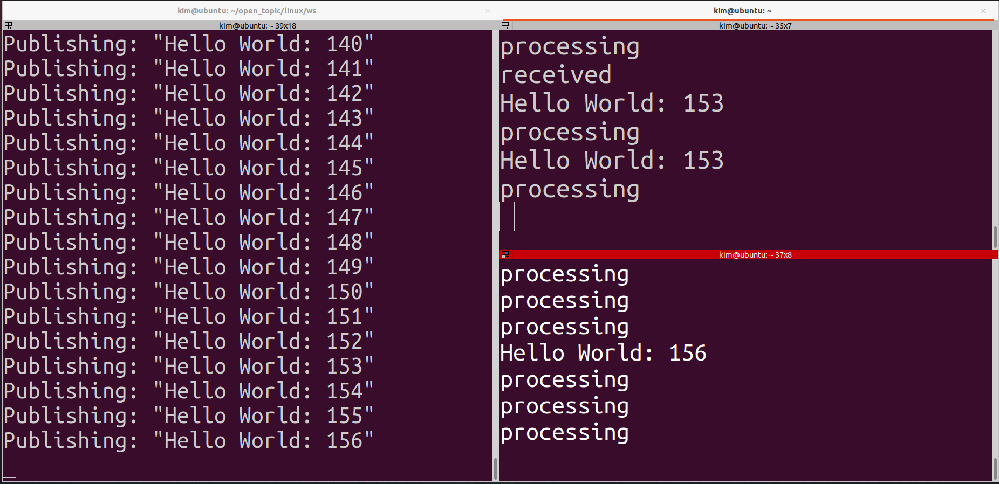 kim@ubuntu: ~/open_topic/linux/ws
kim@ubuntu: ~ 39x18
Publishing: "Hello World: 140"
Publishing: "Hello World: 141"
Publishing: "Hello World: 142"
Publishing: "Hello World: 143"
Publishing: "Hello World: 144"
Publishing: "Hello World: 145"
Publishing: "Hello World: 146"
Publishing: "Hello World: 147"
Publishing: "Hello World: 148"
Publishing: "Hello World: 149"
Publishing: "Hello World: 150"
Publishing: "Hello World: 151"
Publishing: "Hello World: 152"
Publishing: "Hello World: 153"
Publishing: "Hello World: 154"
Publishing: "Hello World: 155"
Publishing: "Hello World: 156"
kim@ubuntu: ~
kim@ubuntu: ~ 35x7
processing
received
Hello World: 153
processing
Hello World: 153
processing
kim@ubuntu: ~ 37x8
processing
processing
processing
Hello World: 156
processing
processing
processing